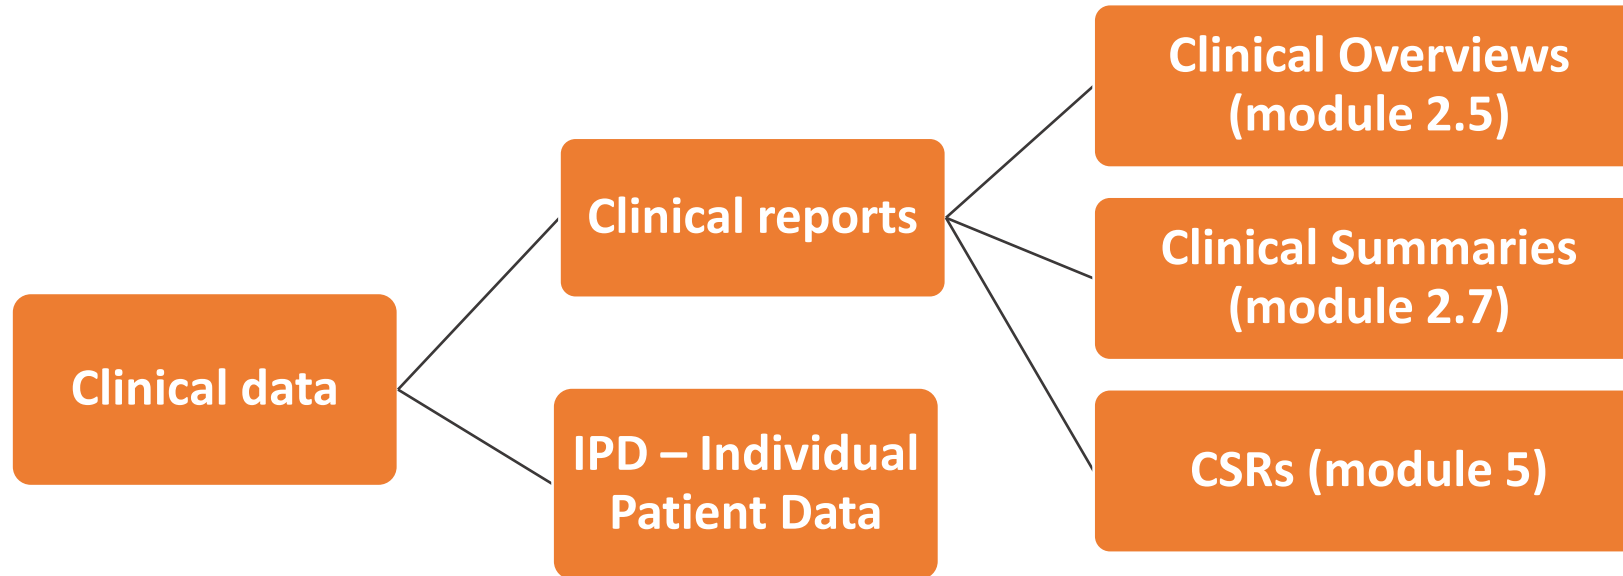 Clinical data
Clinical reports
IPD – Individual
Patient Data
Clinical Overviews
(module 2.5)
Clinical Summaries
(module 2.7)
CSRs (module 5)